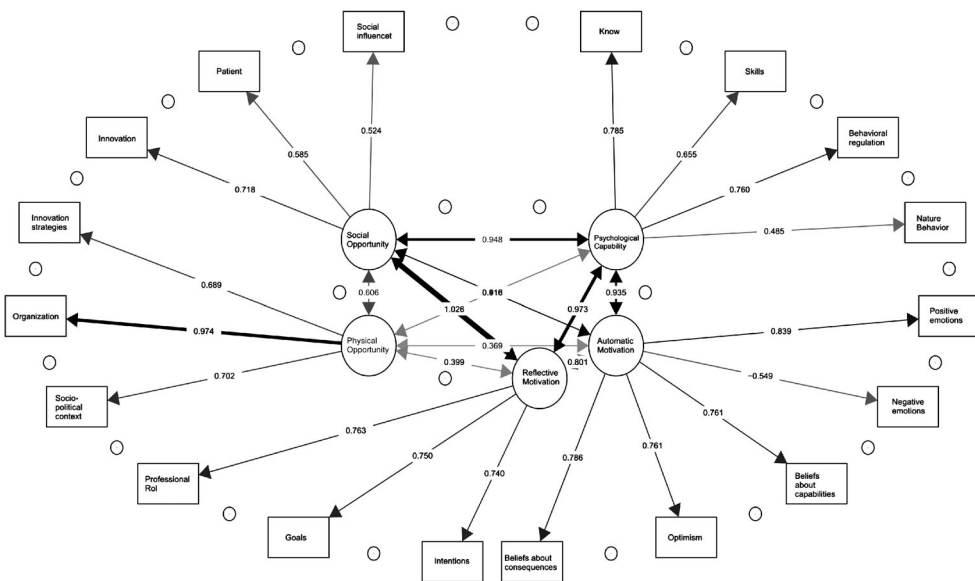 Social
influencet
Know
Patient
Skills
Innovation
Behavioral
regulation
Innovation
strategies
Nature
Behavior
Organization
Positive
emotions
Socio-
political
context
Negative
emotions
Professional
Rol
Beliefs
about
capabilities
Goals
Optimism
Intentions
Beliefs about
consequences
Social
Opportunity
Psychological
Capability
Physical
Opportunity
Automatic
Motivation
Reflective
Motivation
0.524
0.785
0.585
0.655
0.718
0.760
0.485
0.948
0.689
0.606
0.935
1.026
0.973
0.974
0.839
0.369
0.399
0.801
0.702
-0.549
0.763
0.750
0.740
0.786
0.761
0.761